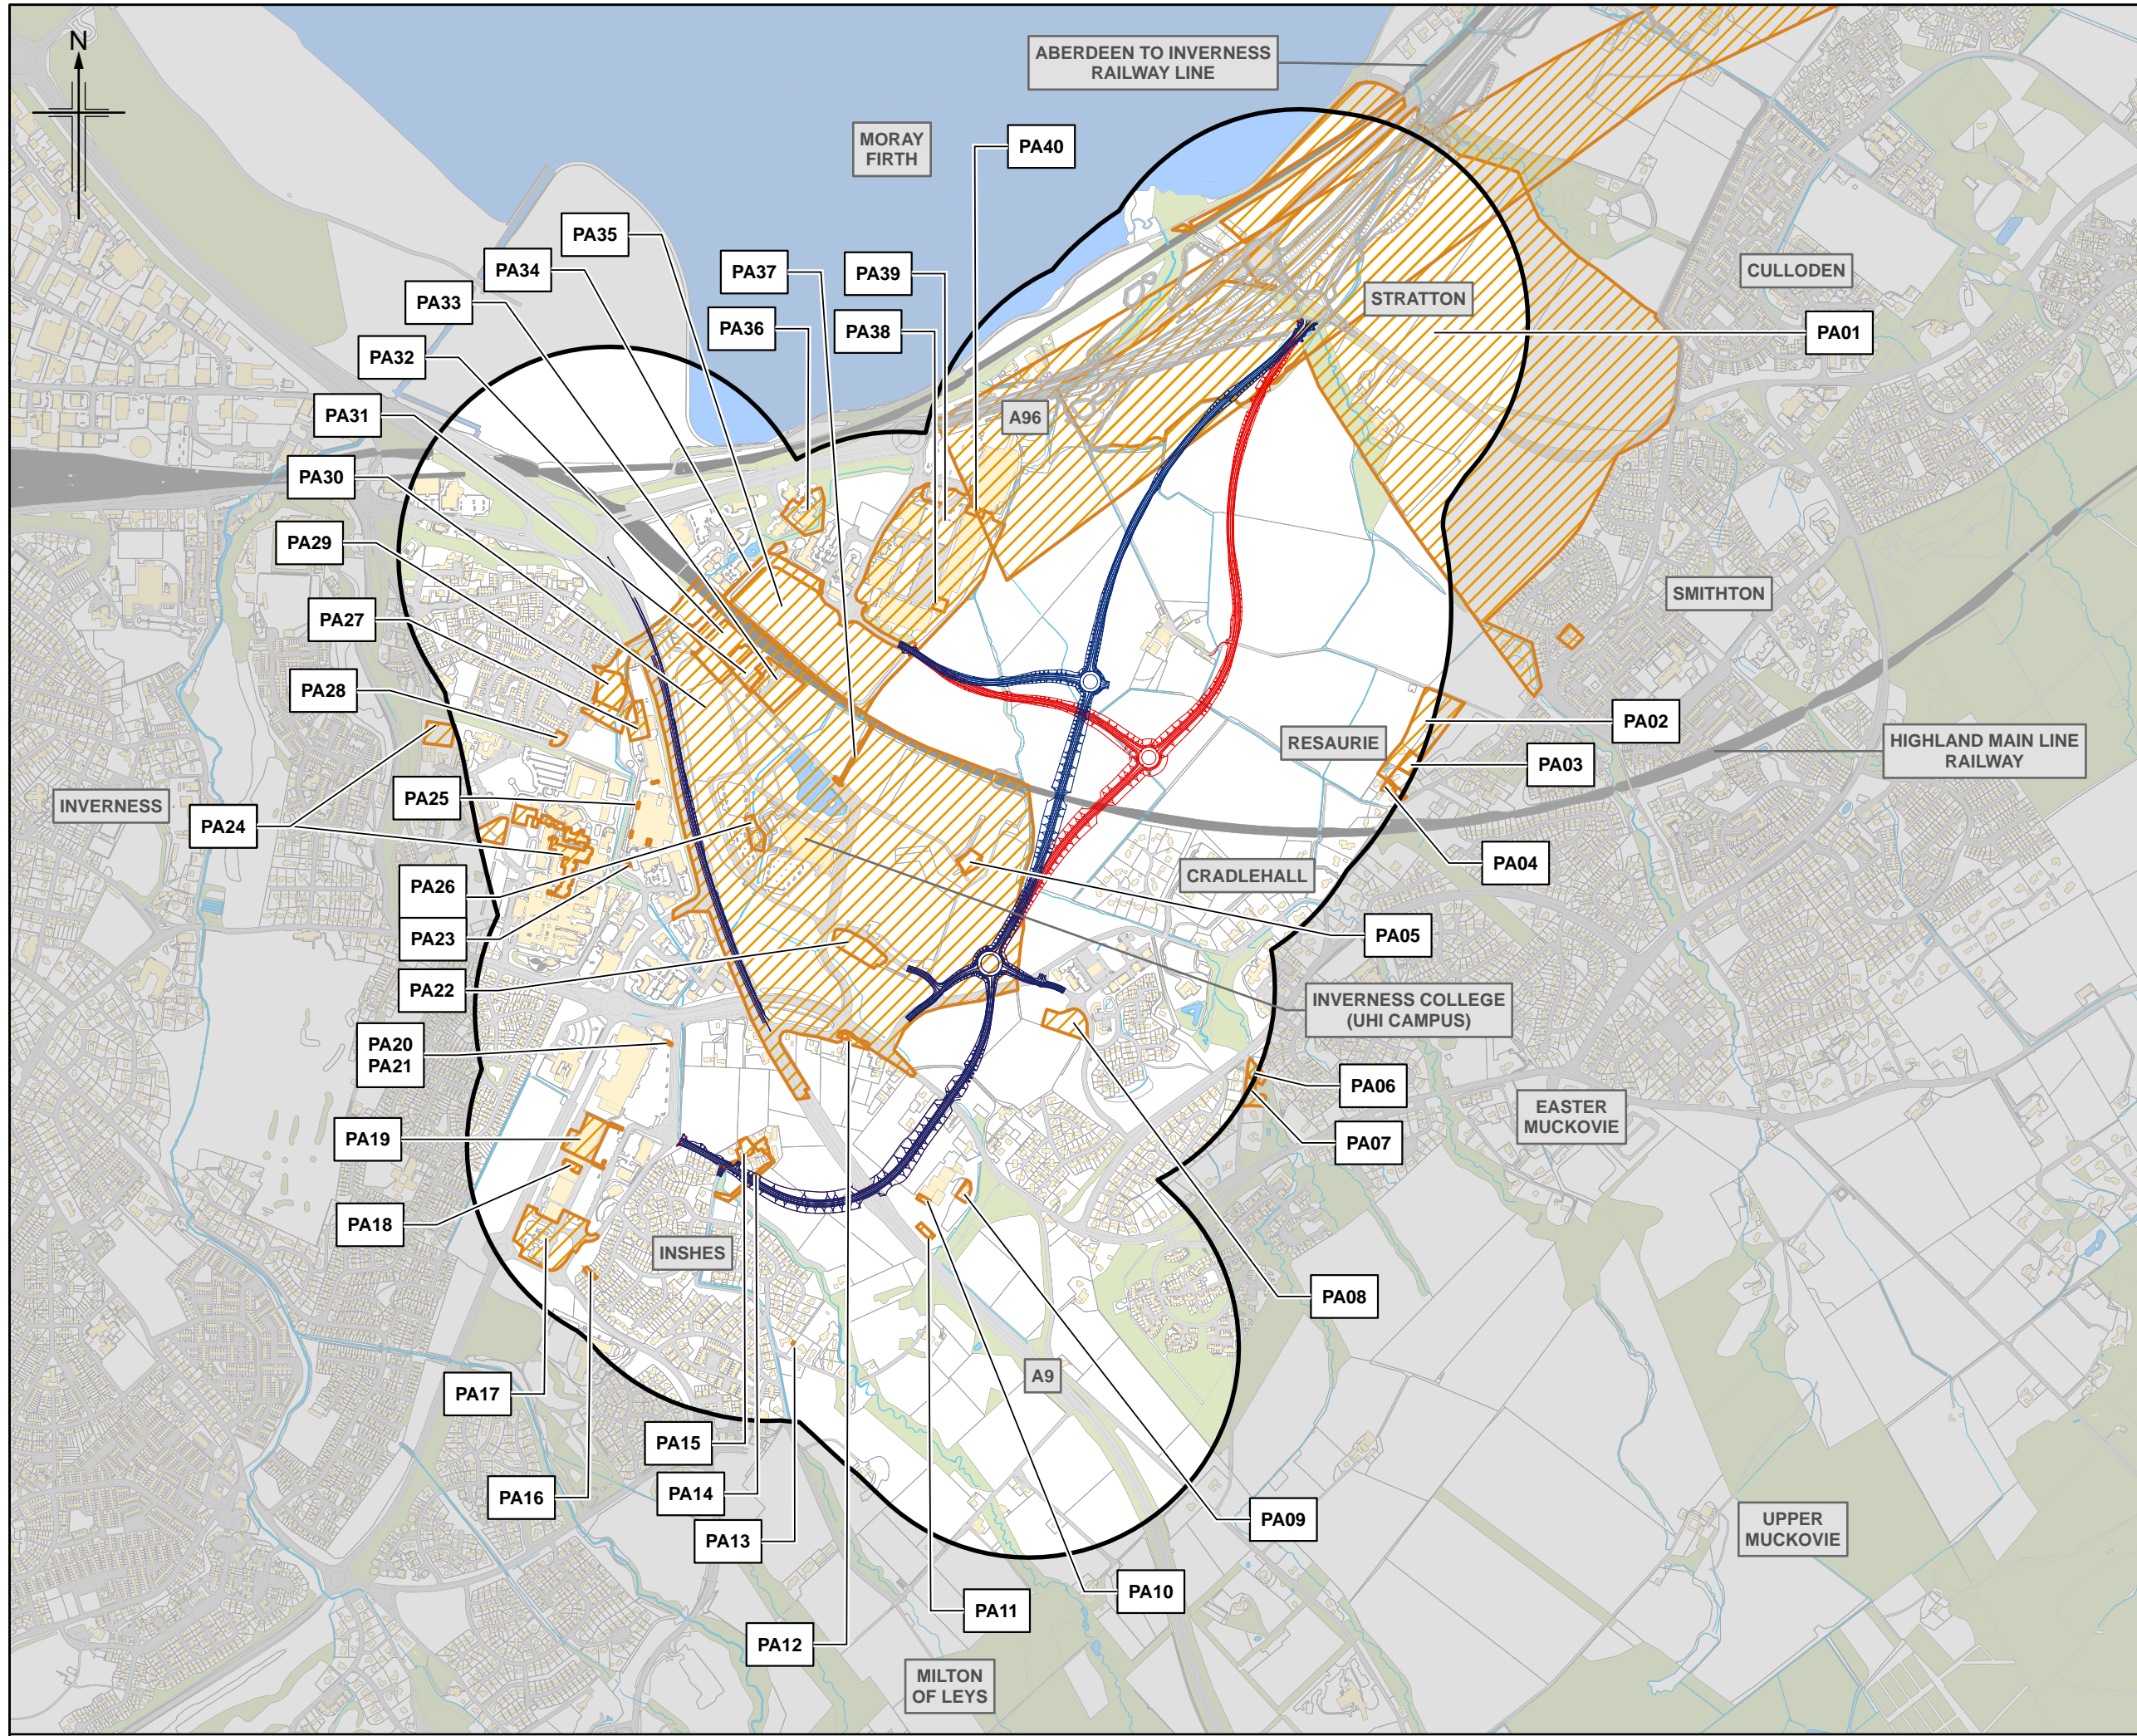 N
ABERDEEN TO INVERNESS
RAILWAY LINE
MORAY
FIRTH
PA40
PA35
PA34
PA37
PA39
CULLODEN
PA33
STRATTON
PA36
PA38
PA01
PA32
PA31
A96
PA30
PA29
SMITHTON
PA27
PA28
PA02
RESAURIE
HIGHLAND MAIN LINE
RAILWAY
PA03
INVERNESS
PA25
PA24
PA04
CRADLEHALL
PA26
PA23
PA05
PA22
INVERNESS COLLEGE
(UHI CAMPUS)
PA20
PA21
PA06
EASTER
MUCKOVIE
PA19
PA07
PA18
INSHES
PA08
A9
PA17
PA15
PA16
PA14
PA09
UPPER
MUCKOVIE
PA13
PA10
PA11
PA12
MILTON
OF LEYS